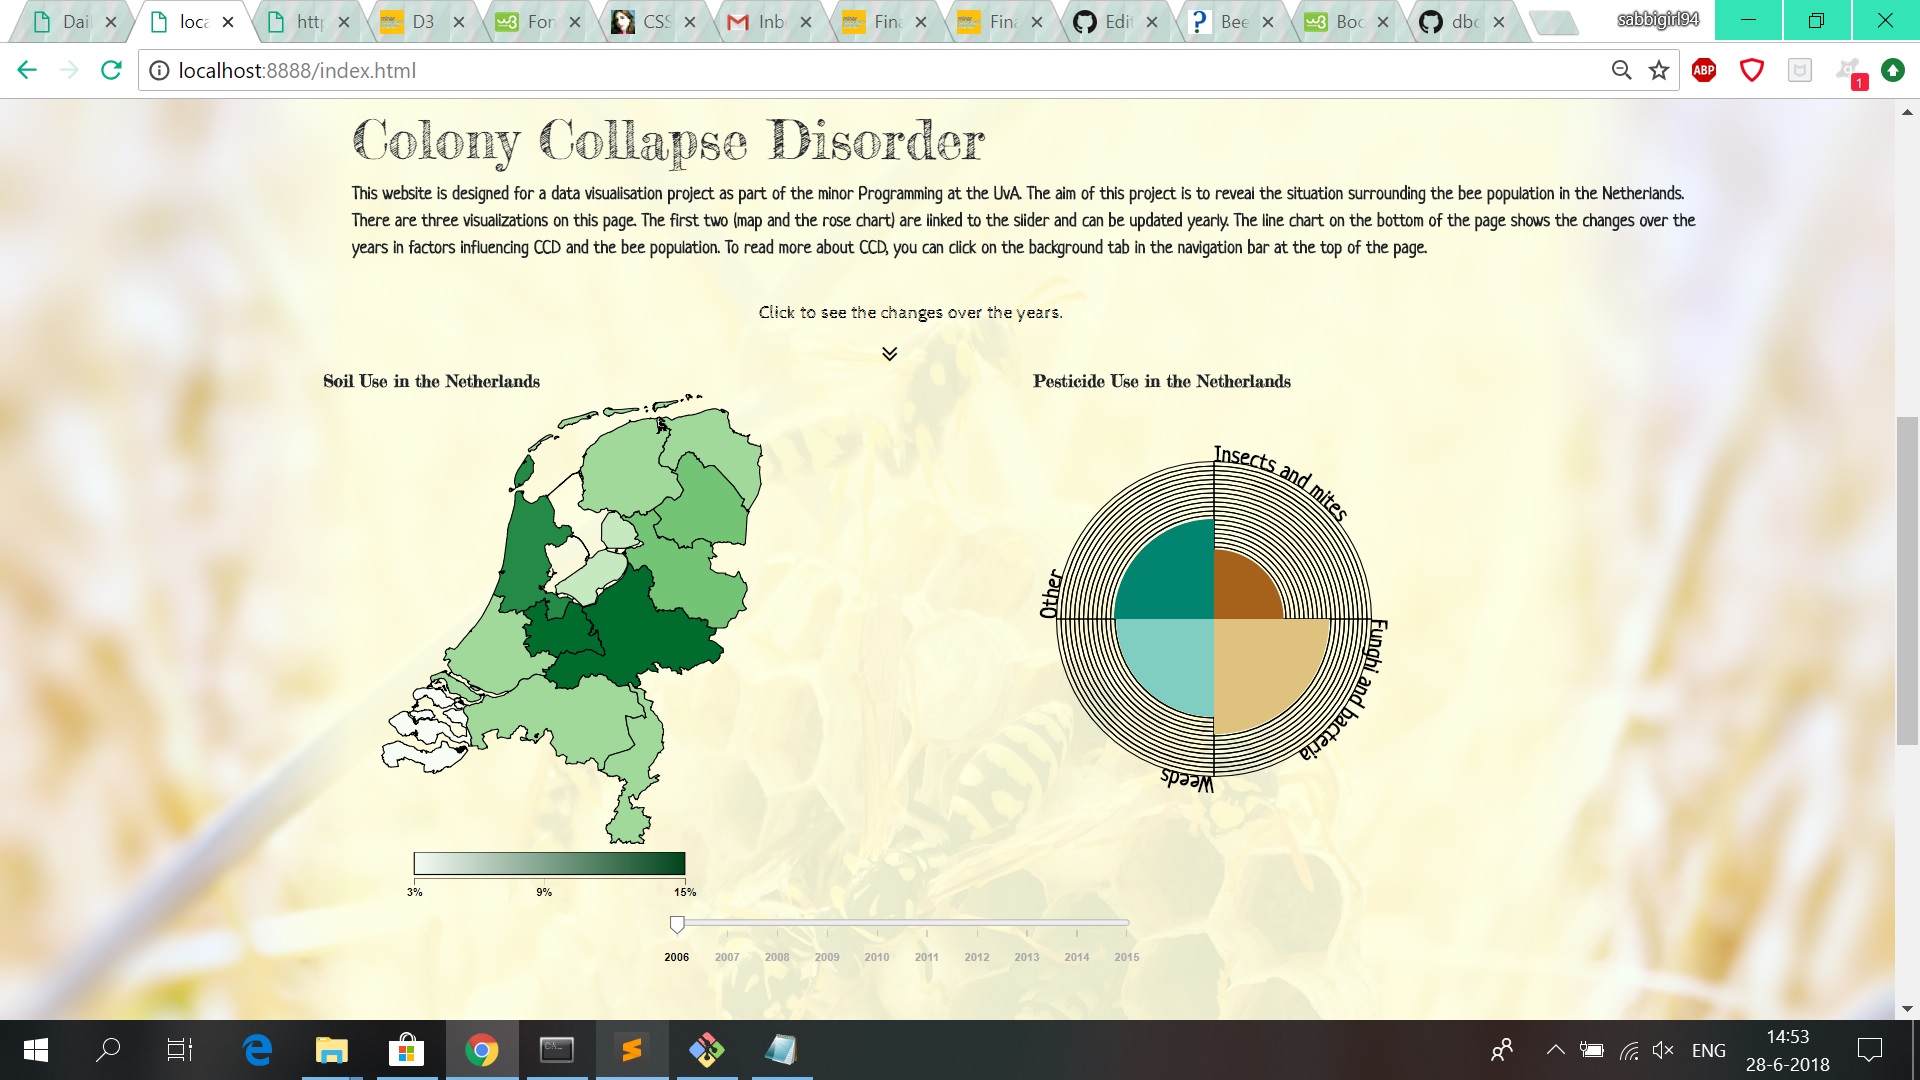 Dail
loca
http
D3
Fon
CSS
Inb
Fina
Fina
Edit
Bee
Boo
dbo
sabbigirl94
localhost:8888/index.html
ABP
1
Colony Collapse Disorder
This website is designed for a data visualisation project as part of the minor Programming at the UvA. The aim of this project is to reveal the situation surrounding the bee population in the Netherlands.
There are three visualizations on this page. The first two (map and the rose chart) are linked to the slider and can be updated yearly. The line chart on the bottom of the page shows the changes over the
years in factors influencing CCD and the bee population. To read more about CCD, you can click on the background tab in the navigation bar at the top of the page.
Click to see the changes over the years.
Soil Use in the Netherlands
Pesticide Use in the Netherlands
Insects and mites
Other
Funghi and bacteria
Weeds
3% 9% 15%
2006 2007 2008 2009 2010 2011 2012 2013 2014 2015
ENG
14:53
28-6-2018